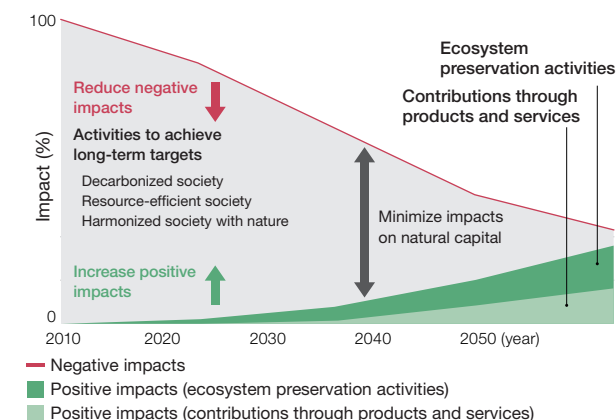 100
Ecosystem
preservation activities
Reduce negative
impacts
Contributions through
products and services
Activities to achieve
long-term targets
Decarbonized society
Resource-efficient society
Harmonized society with nature
Impact (%)
Minimize impacts
on natural capital
Increase positive
impacts
0
2010 2020 2030 2040 2050 (year)
Negative impacts
Positive impacts (ecosystem preservation activities)
Positive impacts (contributions through products and services)